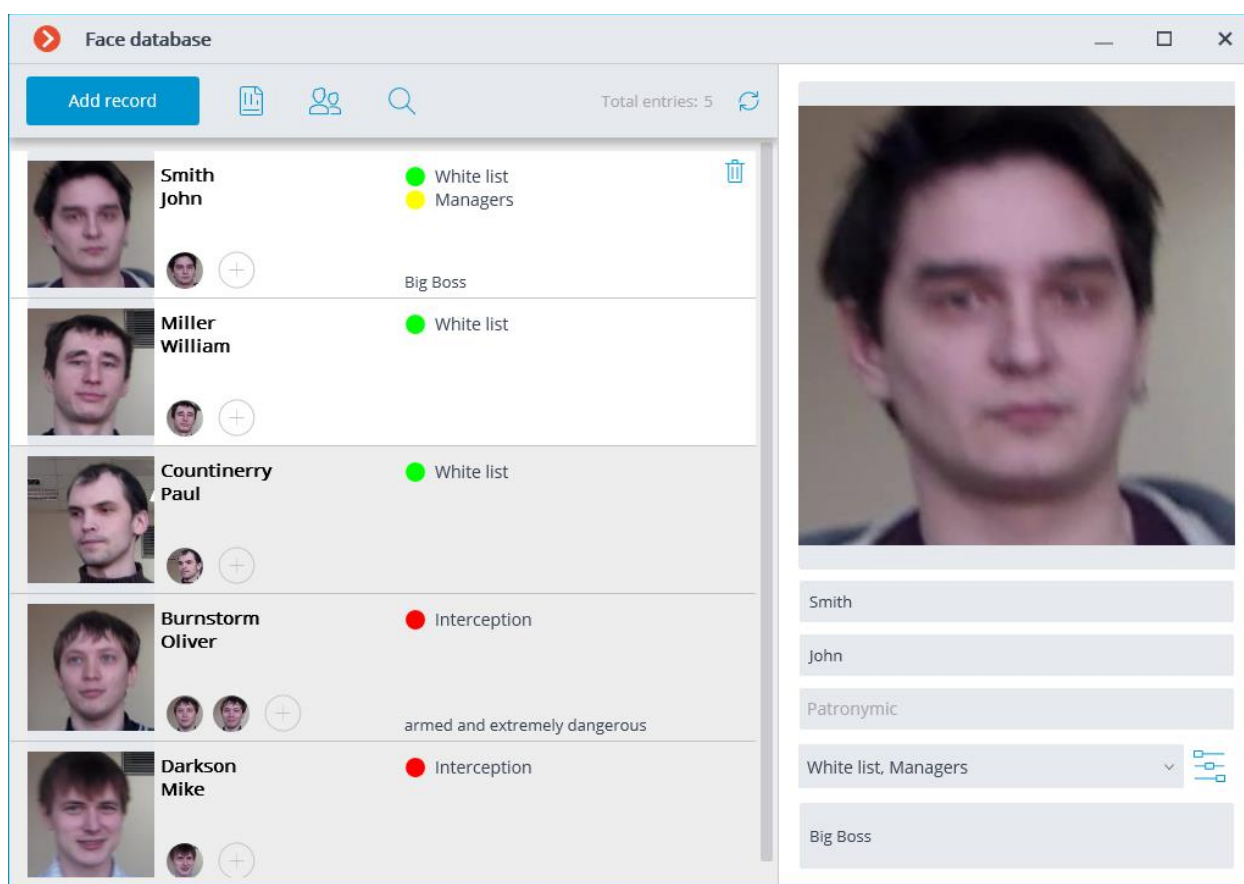 Face database
Add record
Total entries: 5
Smith
John
White list
Managers
Big Boss
Miller
William
White list
Countinerry
Paul
White list
Burnstorm
Oliver
Interception
armed and extremely dangerous
Darkson
Mike
Interception
Smith
John
Patronymic
White list, Managers
Big Boss